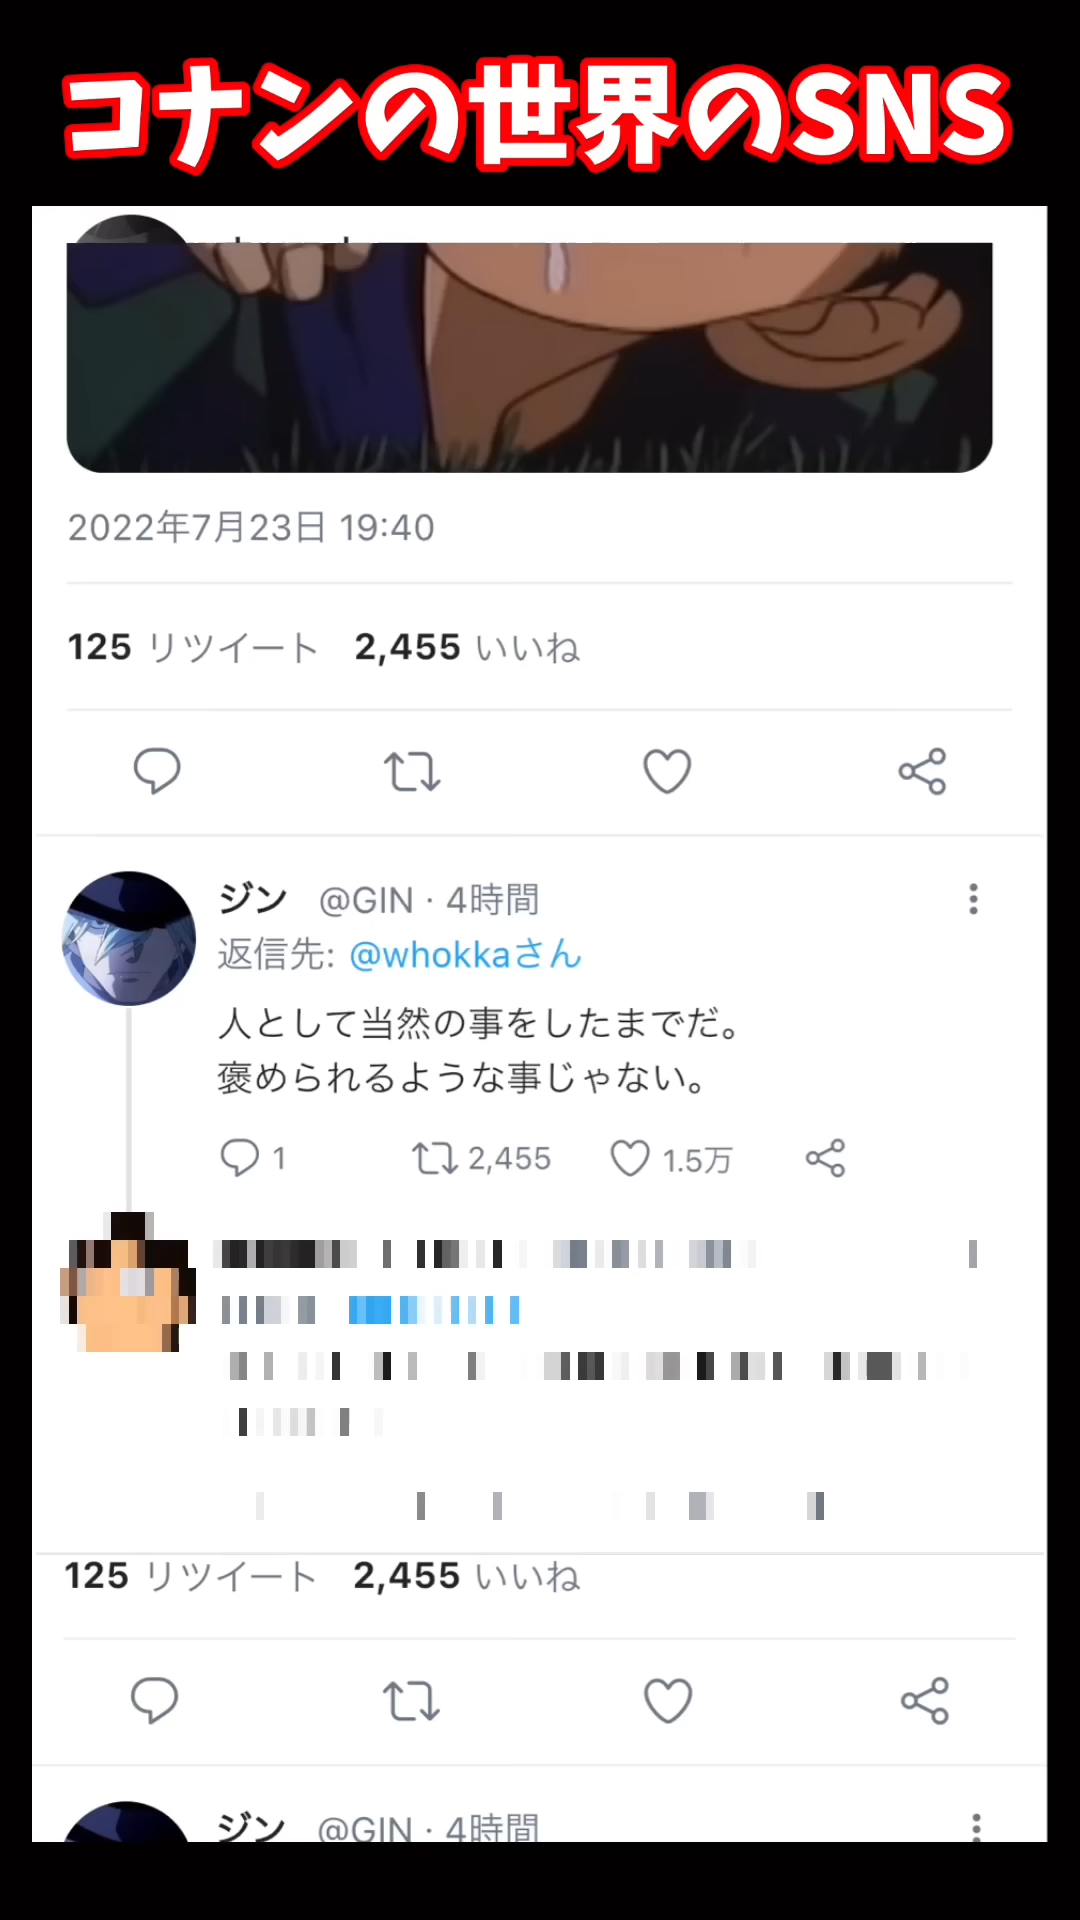 コナンの世界のSNS
2022年7月23日 19:40
125 リツイート 2,455 いいね
ジン @GIN · 4時間
返信先: @whokkaさん
人として当然の事をしたまでだ。
褒められるような事じゃない。
1 2,455 1.5万
125 リツイート 2,455 いいね
ジン @GIN · 4時間